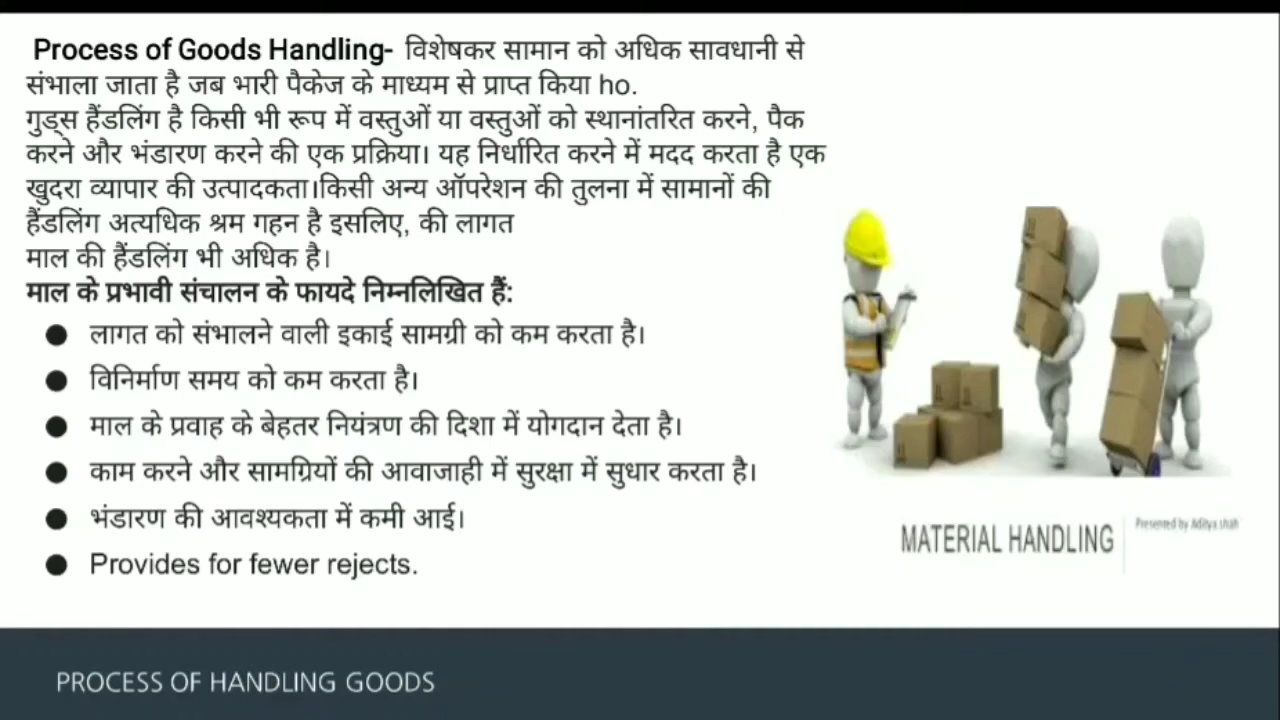 Process of Goods Handling- विशेषकर सामान को अधिक सावधानी से
संभाला जाता है जब भारी पैकेज के माध्यम से प्राप्त किया ho.
गुड्स हैंडलिंग है किसी भी रूप में वस्तुओं या वस्तुओं को स्थानांतरित करने, पैक
करने और भंडारण करने की एक प्रक्रिया। यह निर्धारित करने में मदद करता है एक
खुदरा व्यापार की उत्पादकता।किसी अन्य ऑपरेशन की तुलना में सामानों की
हैंडलिंग अत्यधिक श्रम गहन है इसलिए, की लागत
माल की हैंडलिंग भी अधिक है।
माल के प्रभावी संचालन के फायदे निम्नलिखित हैं:
● लागत को संभालने वाली इकाई सामग्री को कम करता है।
● विनिर्माण समय को कम करता है।
● माल के प्रवाह के बेहतर नियंत्रण की दिशा में योगदान देता है।
● काम करने और सामग्रियों की आवाजाही में सुरक्षा में सुधार करता है।
● भंडारण की आवश्यकता में कमी आई।
● Provides for fewer rejects.
MATERIAL HANDLING
Presented by Aditya shah
PROCESS OF HANDLING GOODS